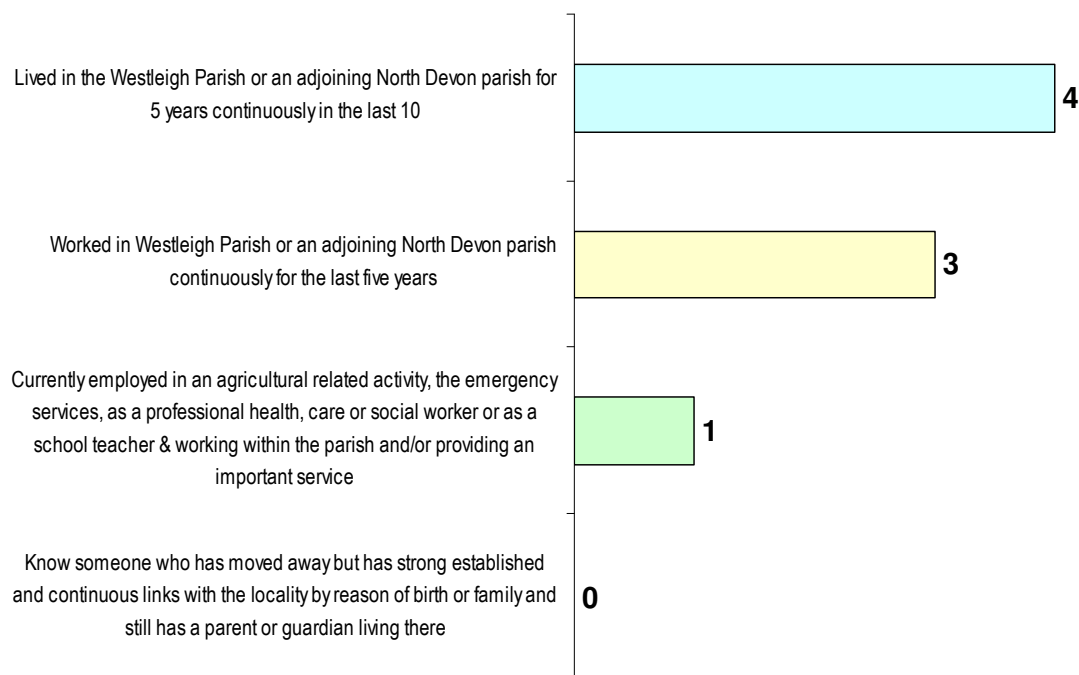 Lived in the Westleigh Parish or an adjoining North Devon parish for
5 years continuously in the last 10
4
Worked in Westleigh Parish or an adjoining North Devon parish
continuously for the last five years
3
Currently employed in an agricultural related activity, the emergency
services, as a professional health, care or social worker or as a
school teacher & working within the parish and/or providing an
important service
1
Know someone who has moved away but has strong established
and continuous links with the locality by reason of birth or family and
still has a parent or guardian living there
0